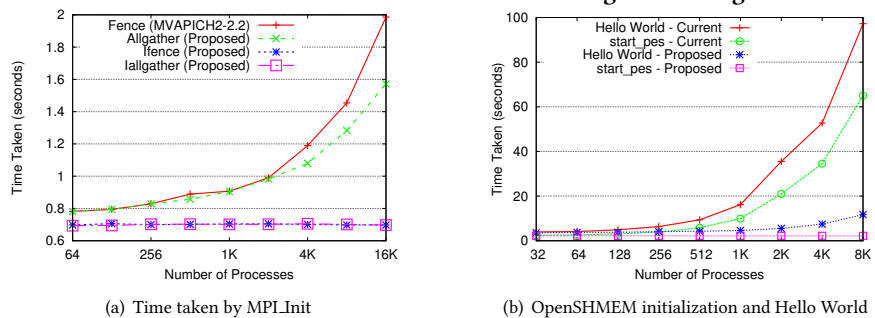 Fence (MVAPICH2-2.2)
Allgather (Proposed)
Ifence (Proposed)
Iallgather (Proposed)
2
1.8
1.6
1.4
1.2
1
0.8
0.6
Time Taken (seconds)
64 256 1K 4K 16K
Number of Processes
(a) Time taken by MPI_Init
Hello World - Current
start_pes - Current
Hello World - Proposed
start_pes - Proposed
100
80
60
40
20
0
Time Taken (seconds)
32 64 128 256 512 1K 2K 4K 8K
Number of Processes
(b) OpenSHMEM initialization and Hello World